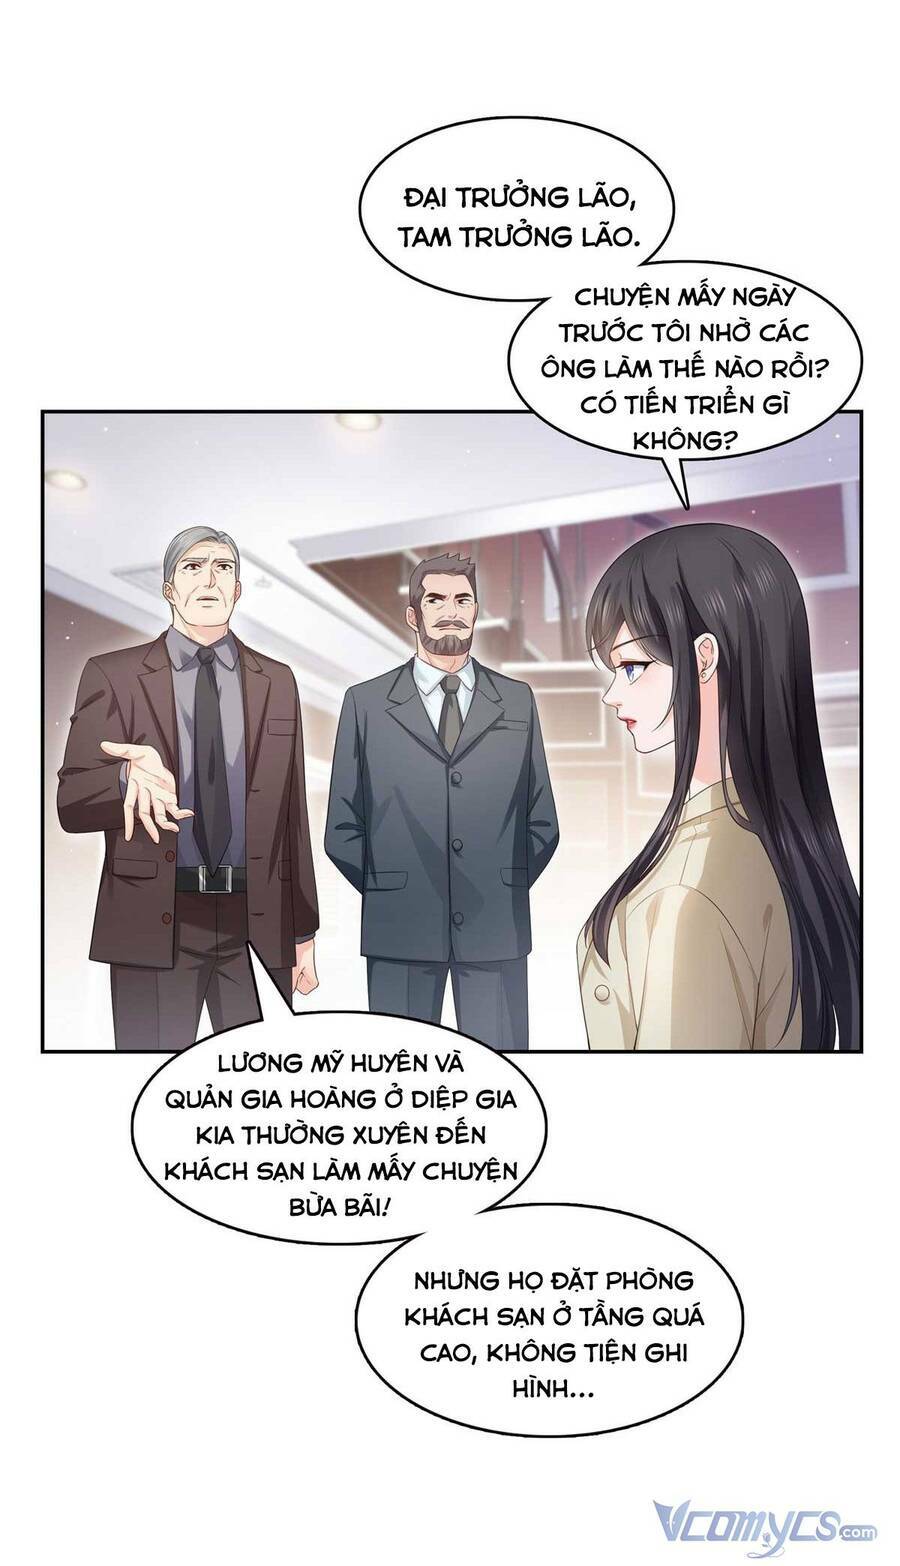 ĐẠI TRƯỞNG LÃO,
TAM TRƯỞNG LÃO.
CHUYỆN MẤY NGÀY
TRƯỚC TÔI NHỜ CÁC
ÔNG LÀM THẾ NÀO RỒI?
CÓ TIẾN TRIỂN GÌ
KHÔNG?
LƯƠNG MỸ HUYÊN VÀ
QUẢN GIA HOÀNG Ở DIỆP GIA
KIA THƯỜNG XUYÊN ĐẾN
KHÁCH SẠN LÀM MẤY CHUYỆN
BỪA BÃI!
NHƯNG HỌ ĐẶT PHÒNG
KHÁCH SẠN Ở TẦNG QUÁ
CAO, KHÔNG TIỆN GHI
HÌNH...
VCOMYCS.com